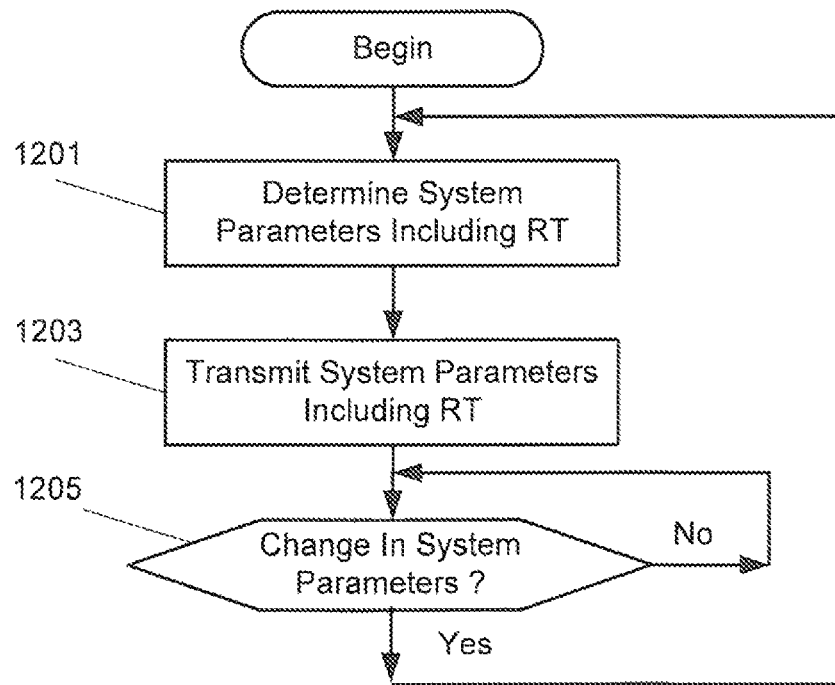 Begin
1201
Determine System
Parameters Including RT
1203
Transmit System Parameters
Including RT
1205
Change In System
Parameters ?
No
Yes